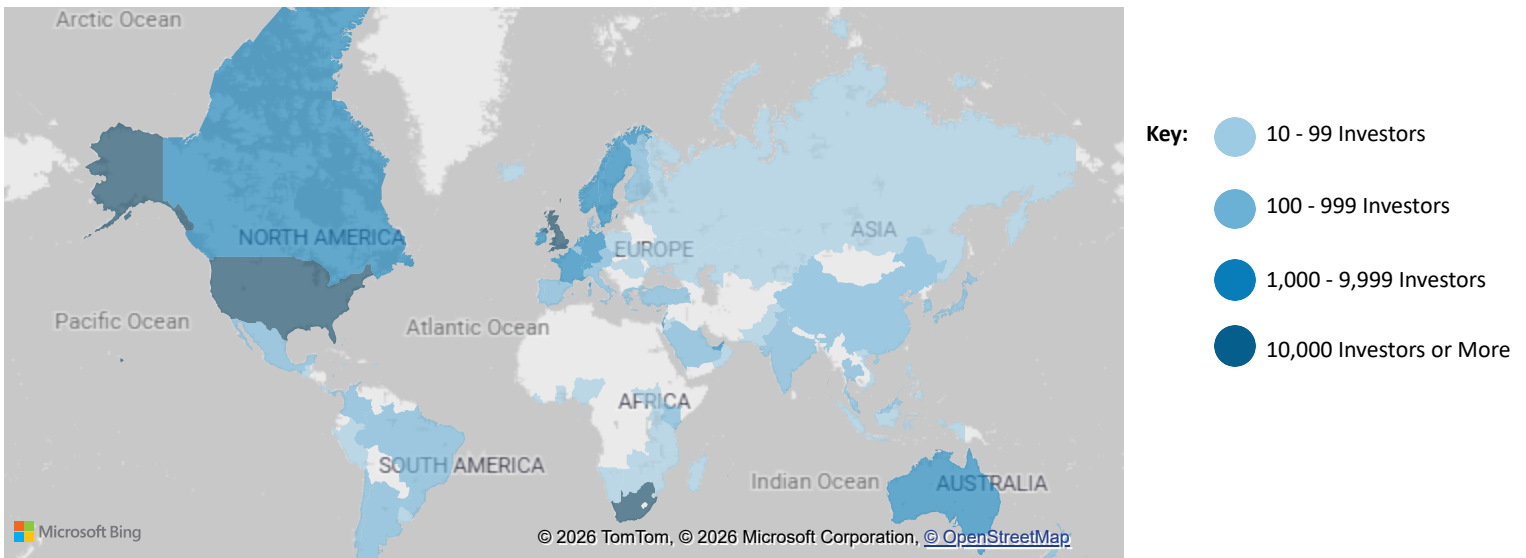 Arctic Ocean
NORTH AMERICA
EUROPE
ASIA
Pacific Ocean
Atlantic Ocean
AFRICA
SOUTH AMERICA
Indian Ocean
AUSTRALIA
Microsoft Bing
© 2026 TomTom, © 2026 Microsoft Corporation, © OpenStreetMap
Key:
10 - 99 Investors
100 - 999 Investors
1,000 - 9,999 Investors
10,000 Investors or More